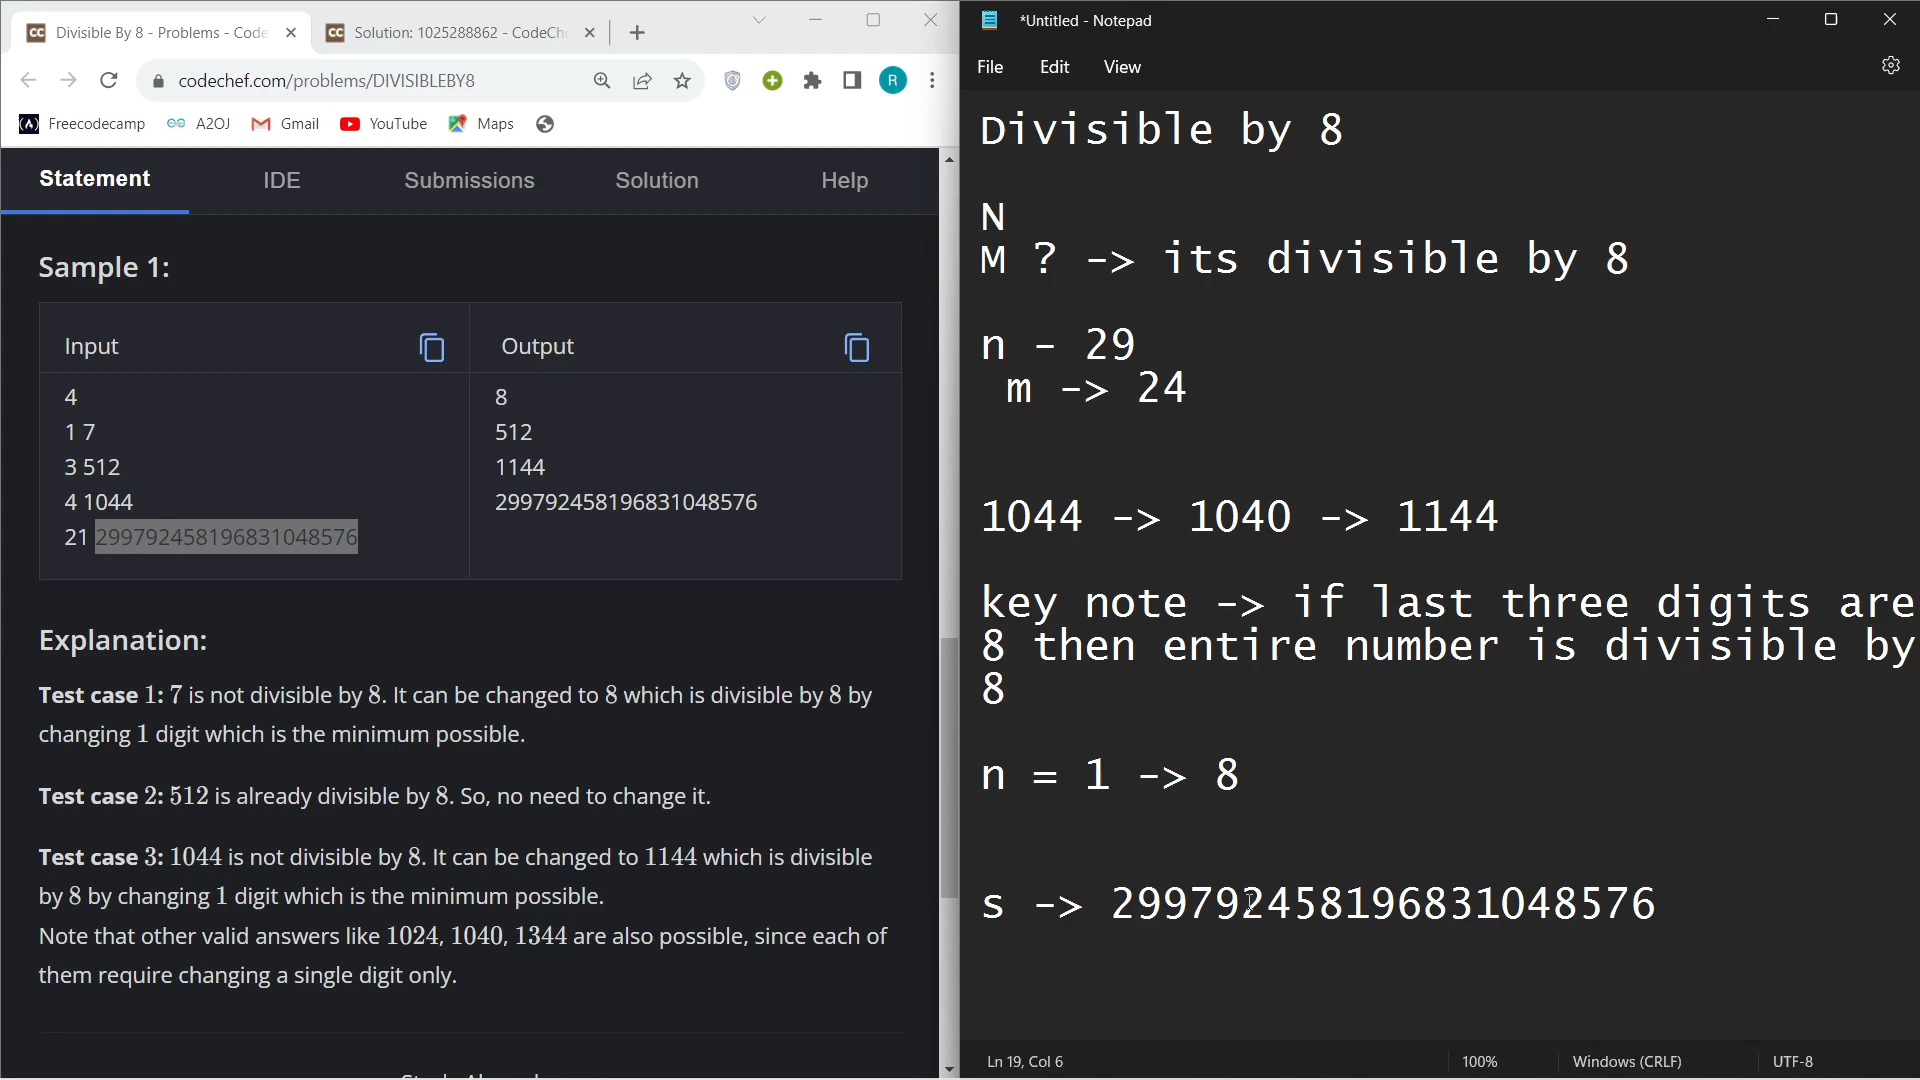 Divisible By 8 - Problems - Code
Solution: 1025288862 - CodeChe
codechef.com/problems/DIVISIBLEBY8
R
Freecodecamp
A2OJ
Gmail
YouTube
Maps
Statement
IDE
Submissions
Solution
Help
Sample 1:
Input
Output
4
1 7
3 512
4 1044
21 299792458196831048576
8
512
1144
299792458196831048576
Explanation:
Test case 1: 7 is not divisible by 8. It can be changed to 8 which is divisible by 8 by
changing 1 digit which is the minimum possible.
Test case 2: 512 is already divisible by 8. So, no need to change it.
Test case 3: 1044 is not divisible by 8. It can be changed to 1144 which is divisible
by 8 by changing 1 digit which is the minimum possible.
Note that other valid answers like 1024, 1040, 1344 are also possible, since each of
them require changing a single digit only.
*Untitled - Notepad
File
Edit
View
Divisible by 8
N
M ? -> its divisible by 8
n - 29
m -> 24
1044 -> 1040 -> 1144
key note -> if last three digits are
8 then entire number is divisible by
8
n = 1 -> 8
s -> 299792458196831048576
Ln 19, Col 6
100%
Windows (CRLF)
UTF-8